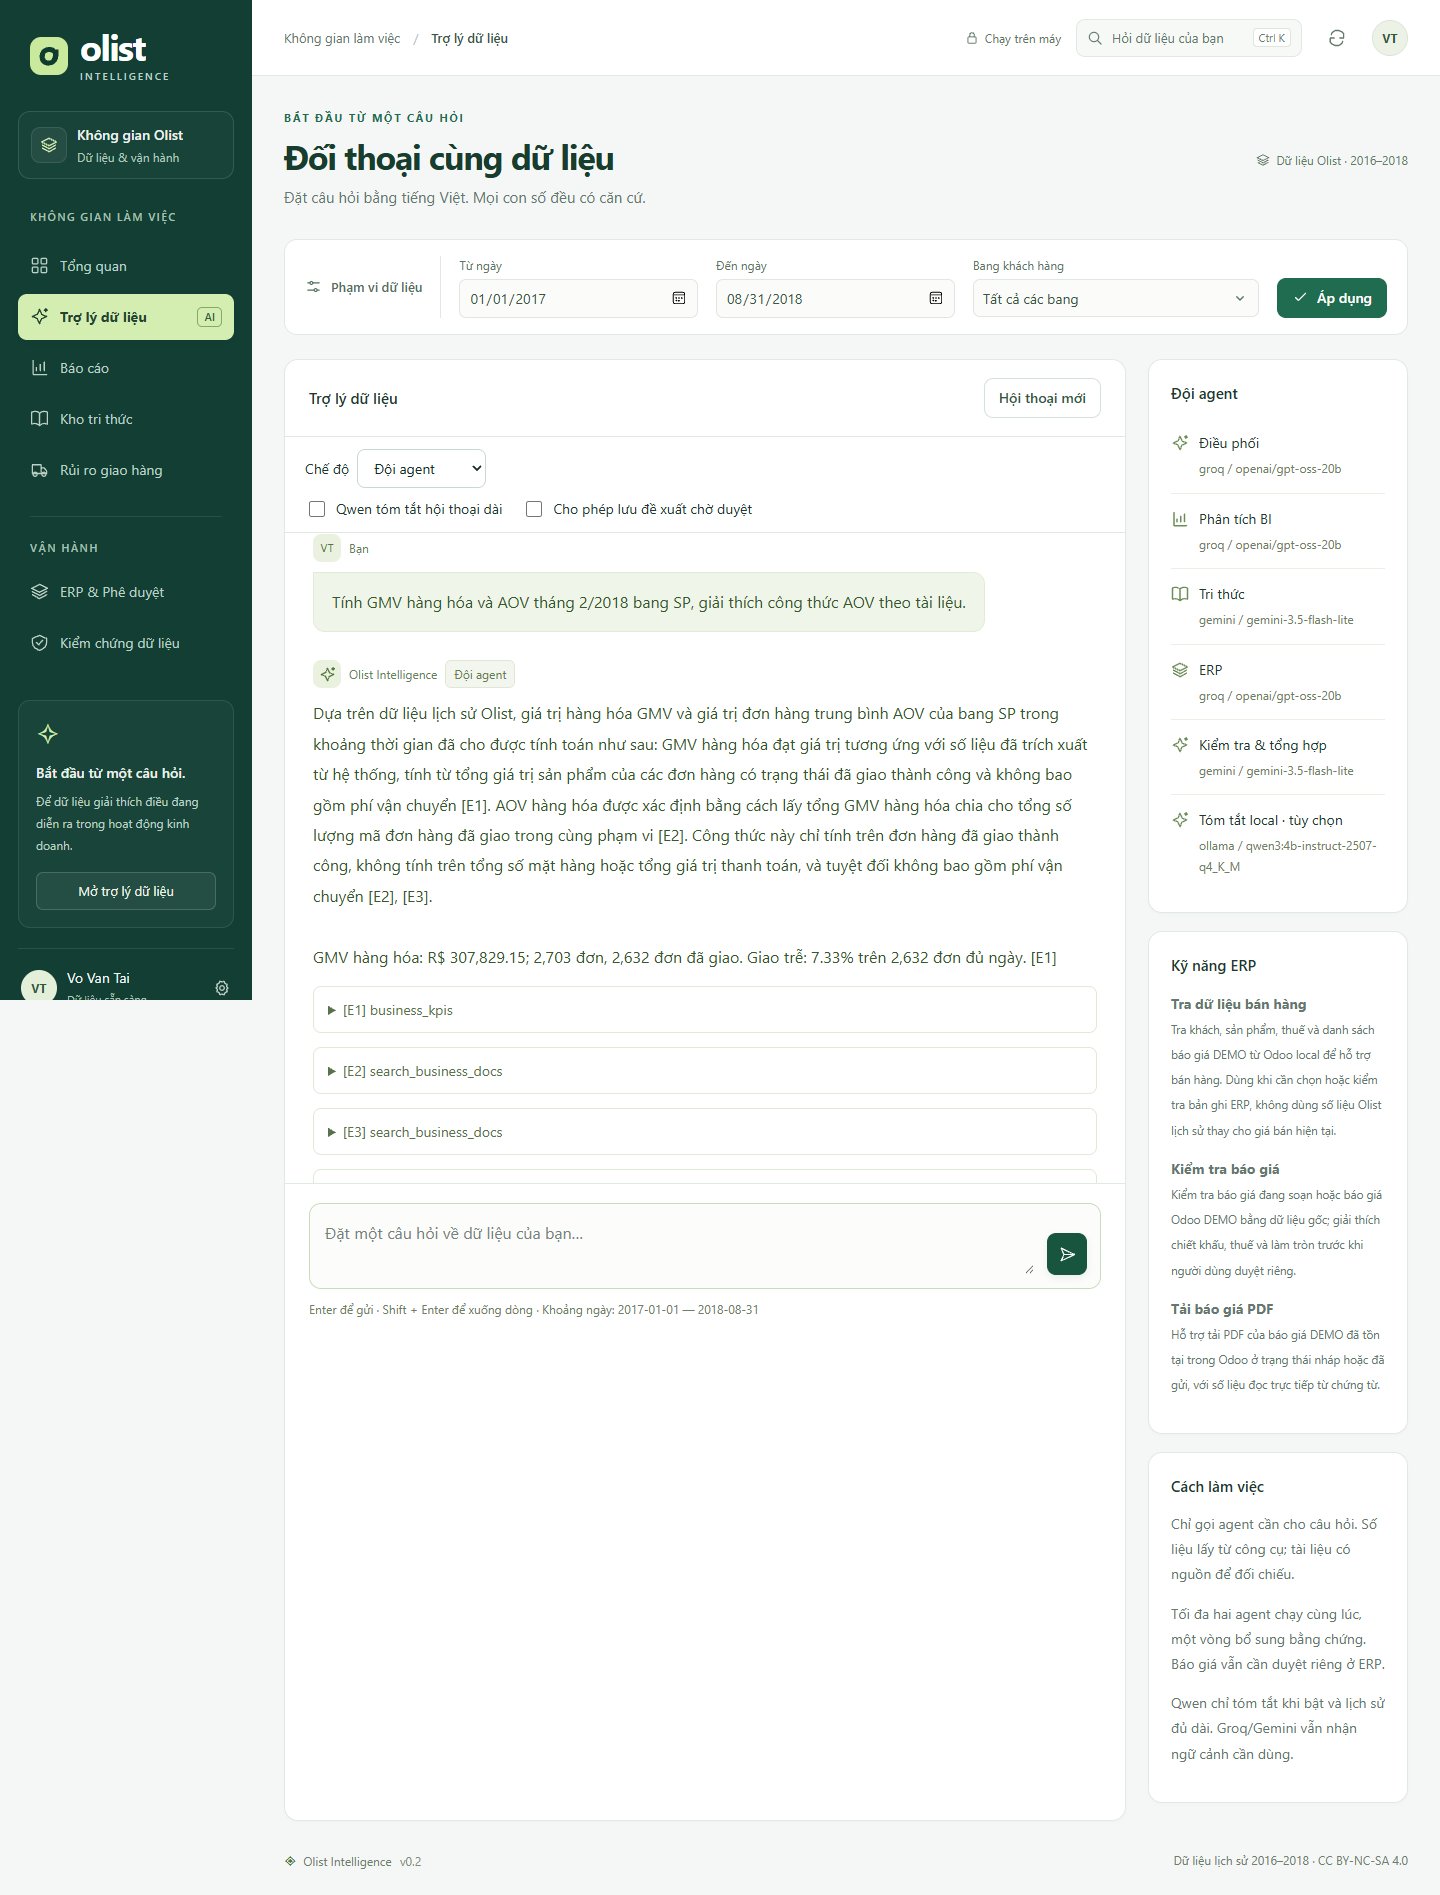 olist
INTELLIGENCE
Không gian Olist
Dữ liệu & vận hành
KHÔNG GIAN LÀM VIỆC
Tổng quan
Trợ lý dữ liệu AI
Báo cáo
Kho tri thức
Rủi ro giao hàng
VẬN HÀNH
ERP & Phê duyệt
Kiểm chứng dữ liệu
Bắt đầu từ một câu hỏi.
Để dữ liệu giải thích điều đang
diễn ra trong hoạt động kinh
doanh.
Mở trợ lý dữ liệu
VT
Vo Van Tai
Dữ liệu sẵn sàng
Không gian làm việc / Trợ lý dữ liệu
Chạy trên máy
Hỏi dữ liệu của bạn Ctrl K
VT
BẮT ĐẦU TỪ MỘT CÂU HỎI
Đối thoại cùng dữ liệu
Đặt câu hỏi bằng tiếng Việt. Mọi con số đều có căn cứ.
Dữ liệu Olist · 2016–2018
Phạm vi dữ liệu
Từ ngày
01/01/2017
Đến ngày
08/31/2018
Bang khách hàng
Tất cả các bang
Áp dụng
Trợ lý dữ liệu
Hội thoại mới
Chế độ Đội agent
Qwen tóm tắt hội thoại dài
Cho phép lưu đề xuất chờ duyệt
VT Bạn
Tính GMV hàng hóa và AOV tháng 2/2018 bang SP, giải thích công thức AOV theo tài liệu.
Olist Intelligence Đội agent
Dựa trên dữ liệu lịch sử Olist, giá trị hàng hóa GMV và giá trị đơn hàng trung bình AOV của bang SP trong
khoảng thời gian đã cho được tính toán như sau: GMV hàng hóa đạt giá trị tương ứng với số liệu đã trích xuất
từ hệ thống, tính từ tổng giá trị sản phẩm của các đơn hàng có trạng thái đã giao thành công và không bao
gồm phí vận chuyển [E1]. AOV hàng hóa được xác định bằng cách lấy tổng GMV hàng hóa chia cho tổng số
lượng mã đơn hàng đã giao trong cùng phạm vi [E2]. Công thức này chỉ tính trên đơn hàng đã giao thành
công, không tính trên tổng số mặt hàng hoặc tổng giá trị thanh toán, và tuyệt đối không bao gồm phí vận
chuyển [E2], [E3].
GMV hàng hóa: R$ 307,829.15; 2,703 đơn, 2,632 đơn đã giao. Giao trễ: 7.33% trên 2,632 đơn đủ ngày. [E1]
[E1] business_kpis
[E2] search_business_docs
[E3] search_business_docs
Đặt một câu hỏi về dữ liệu của bạn...
Enter để gửi · Shift + Enter để xuống dòng · Khoảng ngày: 2017-01-01 — 2018-08-31
Đội agent
Điều phối
groq / openai/gpt-oss-20b
Phân tích BI
groq / openai/gpt-oss-20b
Tri thức
gemini / gemini-3.5-flash-lite
ERP
groq / openai/gpt-oss-20b
Kiểm tra & tổng hợp
gemini / gemini-3.5-flash-lite
Tóm tắt local · tùy chọn
ollama / qwen3:4b-instruct-2507-
q4_K_M
Kỹ năng ERP
Tra dữ liệu bán hàng
Tra khách, sản phẩm, thuế và danh sách
báo giá DEMO từ Odoo local để hỗ trợ
bán hàng. Dùng khi cần chọn hoặc kiểm
tra bản ghi ERP, không dùng số liệu Olist
lịch sử thay cho giá bán hiện tại.
Kiểm tra báo giá
Kiểm tra báo giá đang soạn hoặc báo giá
Odoo DEMO bằng dữ liệu gốc; giải thích
chiết khấu, thuế và làm tròn trước khi
người dùng duyệt riêng.
Tải báo giá PDF
Hỗ trợ tải PDF của báo giá DEMO đã tồn
tại trong Odoo ở trạng thái nháp hoặc đã
gửi, với số liệu đọc trực tiếp từ chứng từ.
Cách làm việc
Chỉ gọi agent cần cho câu hỏi. Số
liệu lấy từ công cụ; tài liệu có
nguồn để đối chiếu.
Tối đa hai agent chạy cùng lúc,
một vòng bổ sung bằng chứng.
Báo giá vẫn cần duyệt riêng ở ERP.
Qwen chỉ tóm tắt khi bật và lịch sử
đủ dài. Groq/Gemini vẫn nhận
ngữ cảnh cần dùng.
Olist Intelligence v0.2
Dữ liệu lịch sử 2016–2018 · CC BY-NC-SA 4.0